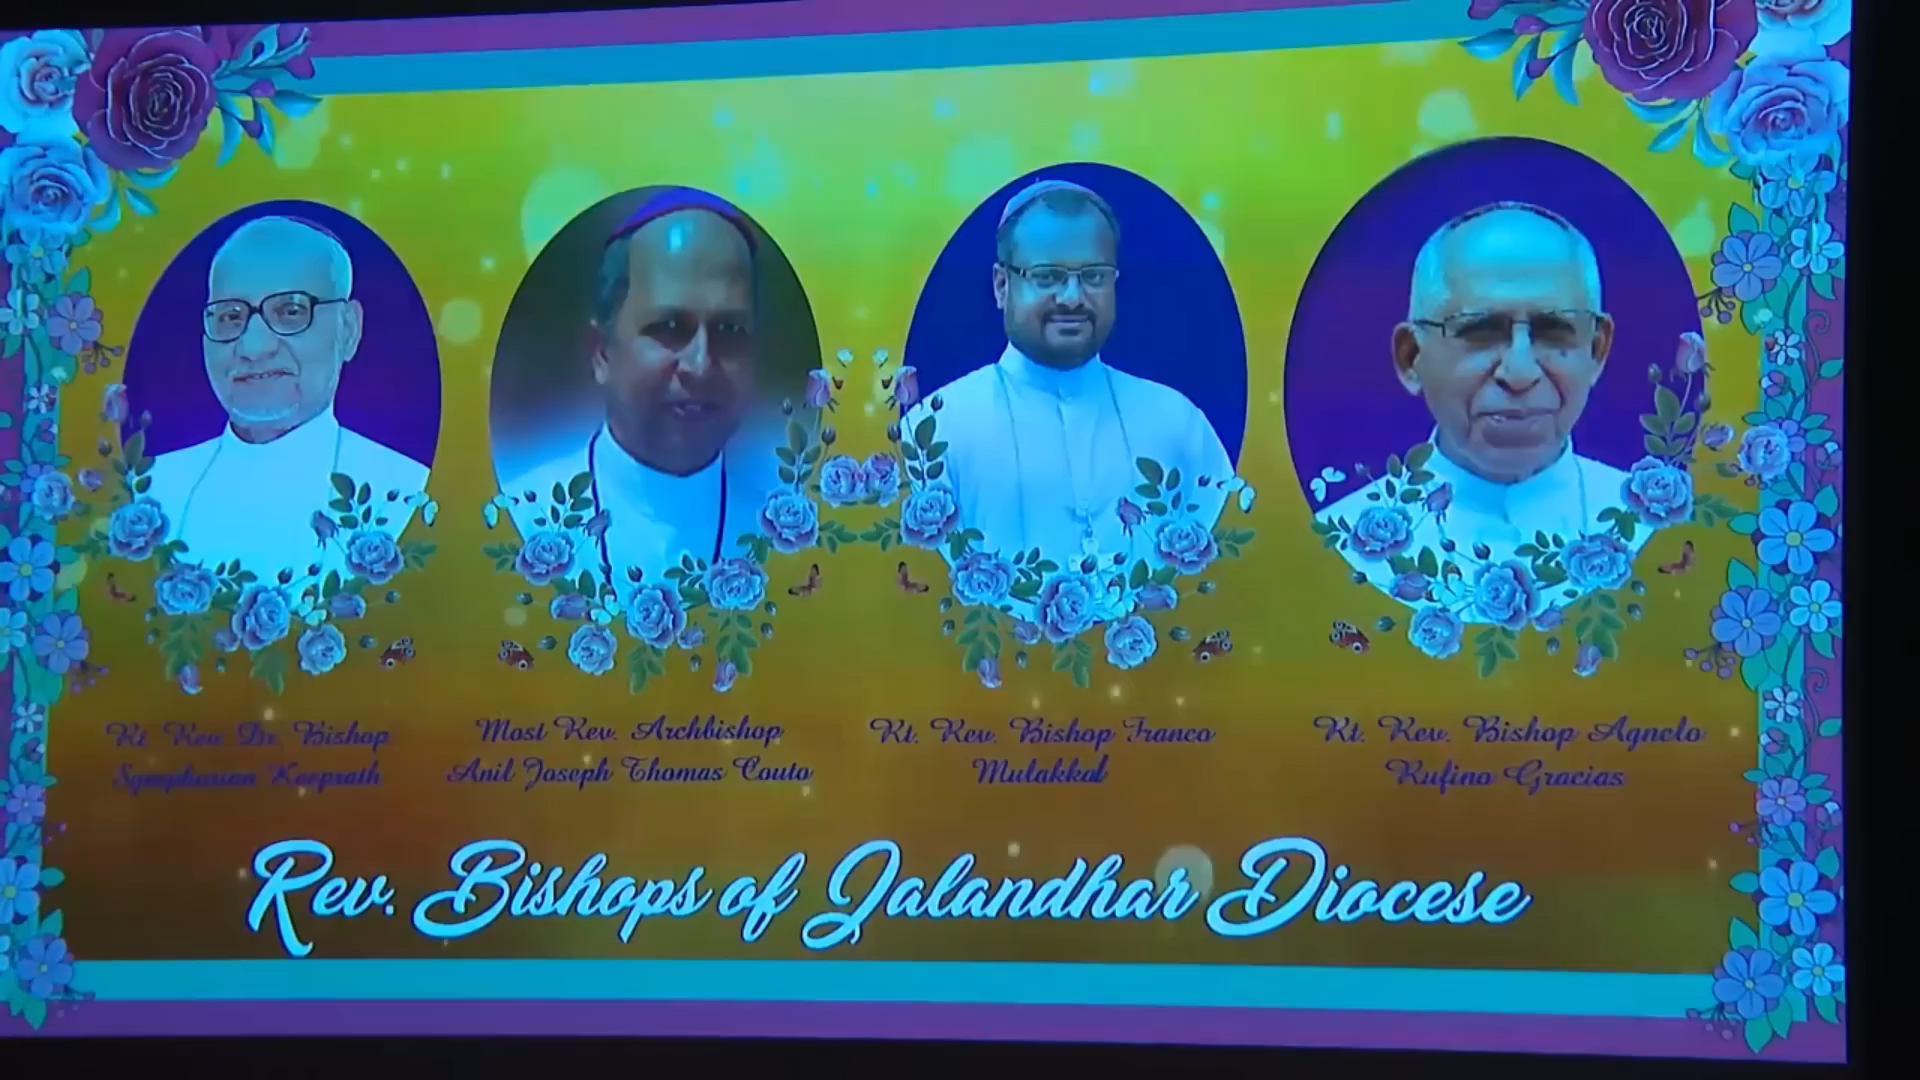 Rt. Rev. Dr. Bishop
Symphorian Keeprath
Most Rev. Archbishop
Anil Joseph Thomas Couto
Rt. Rev. Bishop Franco
Mulakkal
Rt. Rev. Bishop Agnelo
Rufino Gracias
Rev. Bishops of Jalandhar Diocese